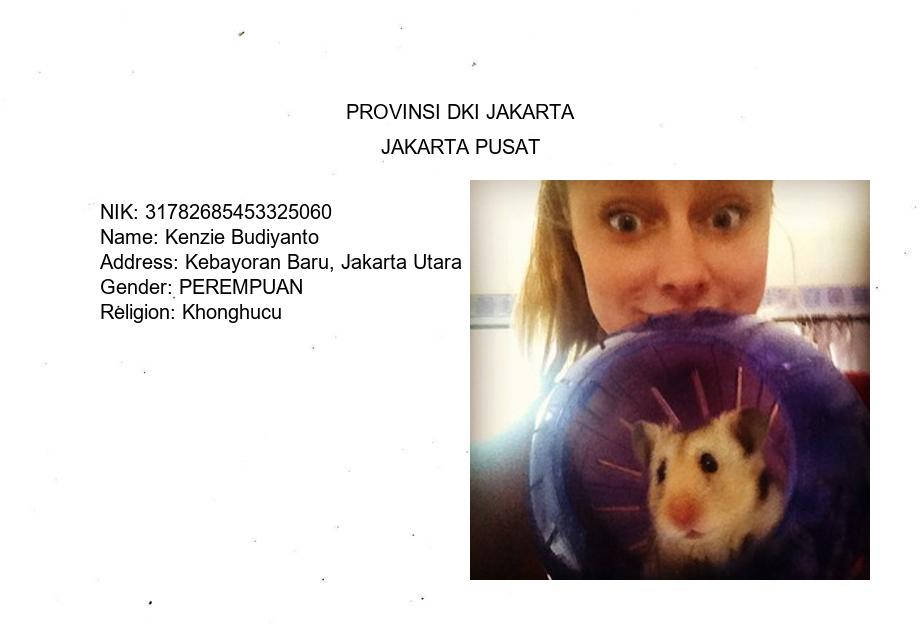 PROVINSI DKI JAKARTA
JAKARTA PUSAT
NIK: 31782685453325060
Name: Kenzie Budiyanto
Address: Kebayoran Baru, Jakarta Utara
Gender: PEREMPUAN
Religion: Khonghucu